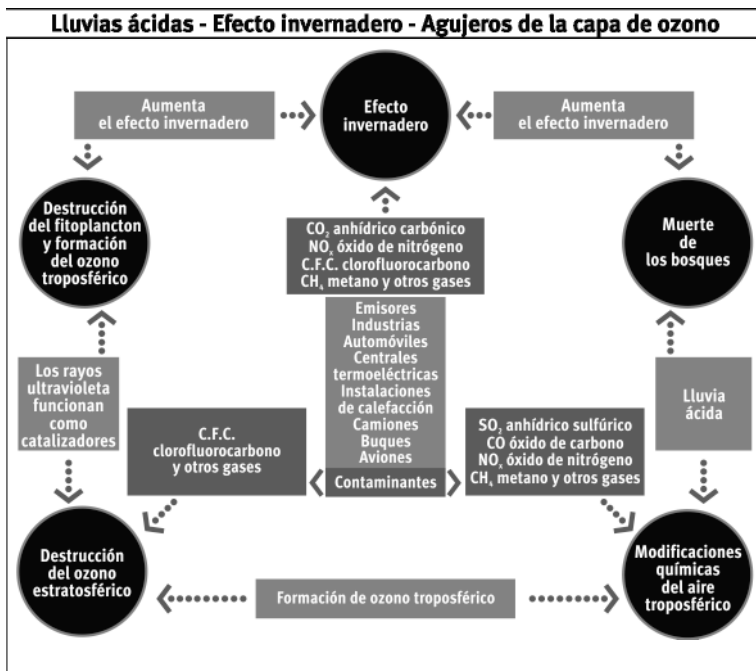 Lluvias ácidas - Efecto invernadero - Agujeros de la capa de ozono
Aumenta
el efecto invernadero
Efecto
invernadero
Aumenta
el efecto invernadero
Destrucción
del fitoplancton
y formación
del ozono
troposférico
CO₂ anhídrico carbónico
NOₓ óxido de nitrógeno
C.F.C. clorofluorocarbono
CH₄ metano y otros gases
Muerte
de
los bosques
Emisores
Industrias
Automóviles
Centrales
termoeléctricas
Instalaciones
de calefacción
Camiones
Buques
Aviones
Contaminantes
Los rayos
ultravioleta
funcionan
como
catalizadores
C.F.C.
clorofluorocarbono
y otros gases
SO₂ anhídrico sulfúrico
CO óxido de carbono
NOₓ óxido de nitrógeno
CH₄ metano y otros gases
Lluvia
ácida
Destrucción
del ozono
estratosférico
Formación de ozono troposférico
Modificaciones
químicas
del aire
troposférico